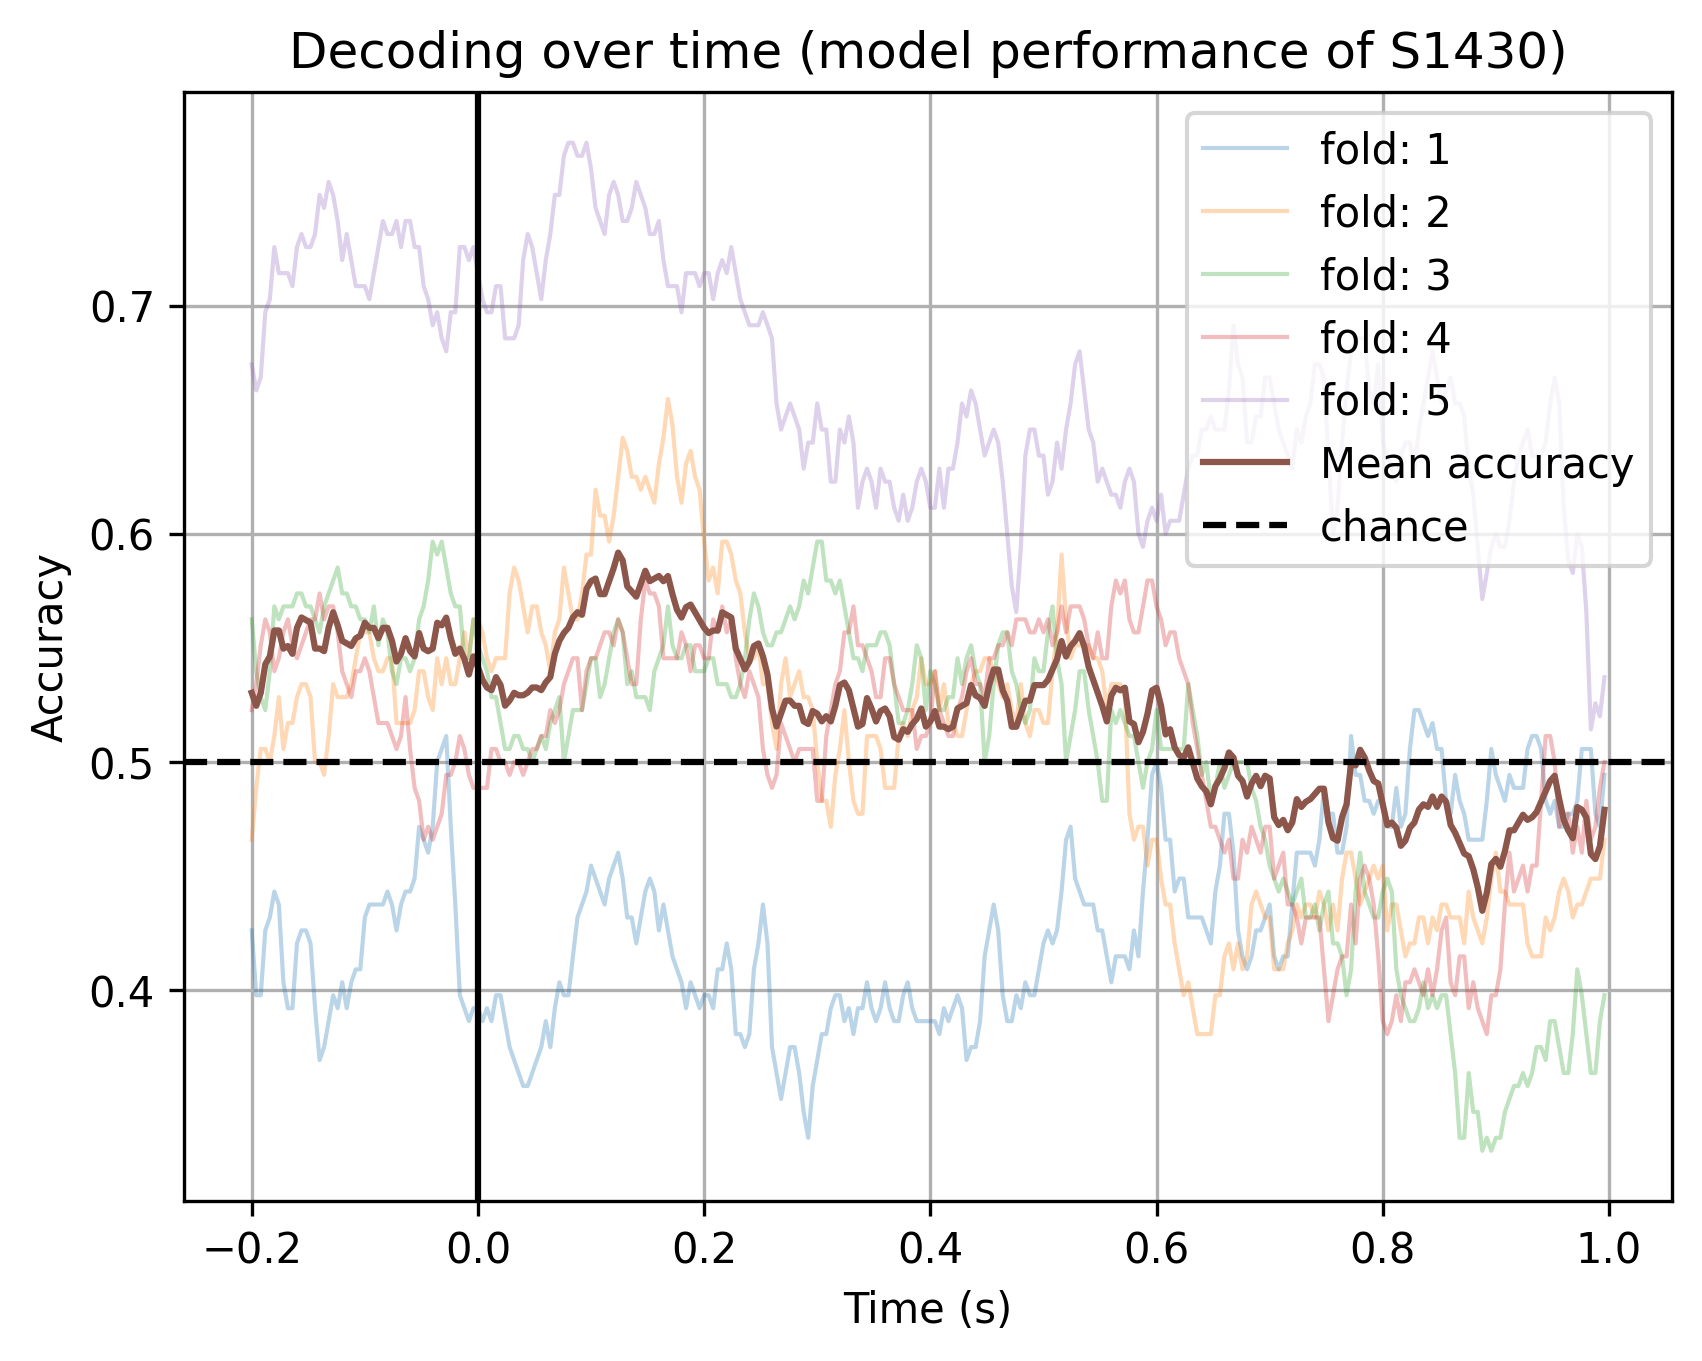 Decoding over time (model performance of S1430)
fold: 1
fold: 2
fold: 3
fold: 4
fold: 5
Mean accuracy
chance
Accuracy
0.7
0.6
0.5
0.4
−0.2 0.0 0.2 0.4 0.6 0.8 1.0
Time (s)